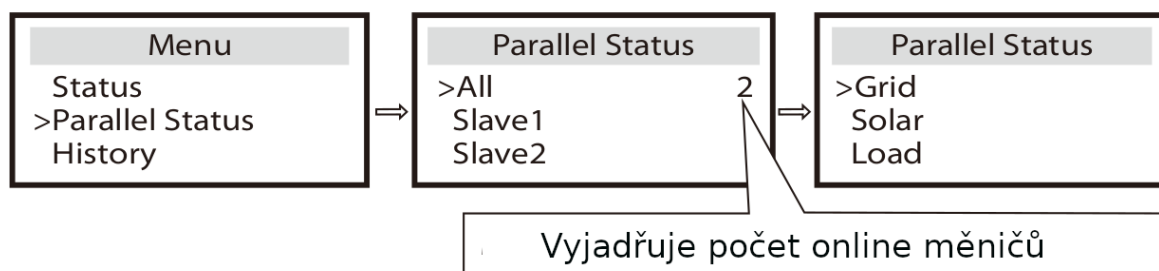 Menu
Status
>Parallel Status
History
Parallel Status
>All 2
Slave1
Slave2
Parallel Status
>Grid
Solar
Load
Vyjadřuje počet online měničů